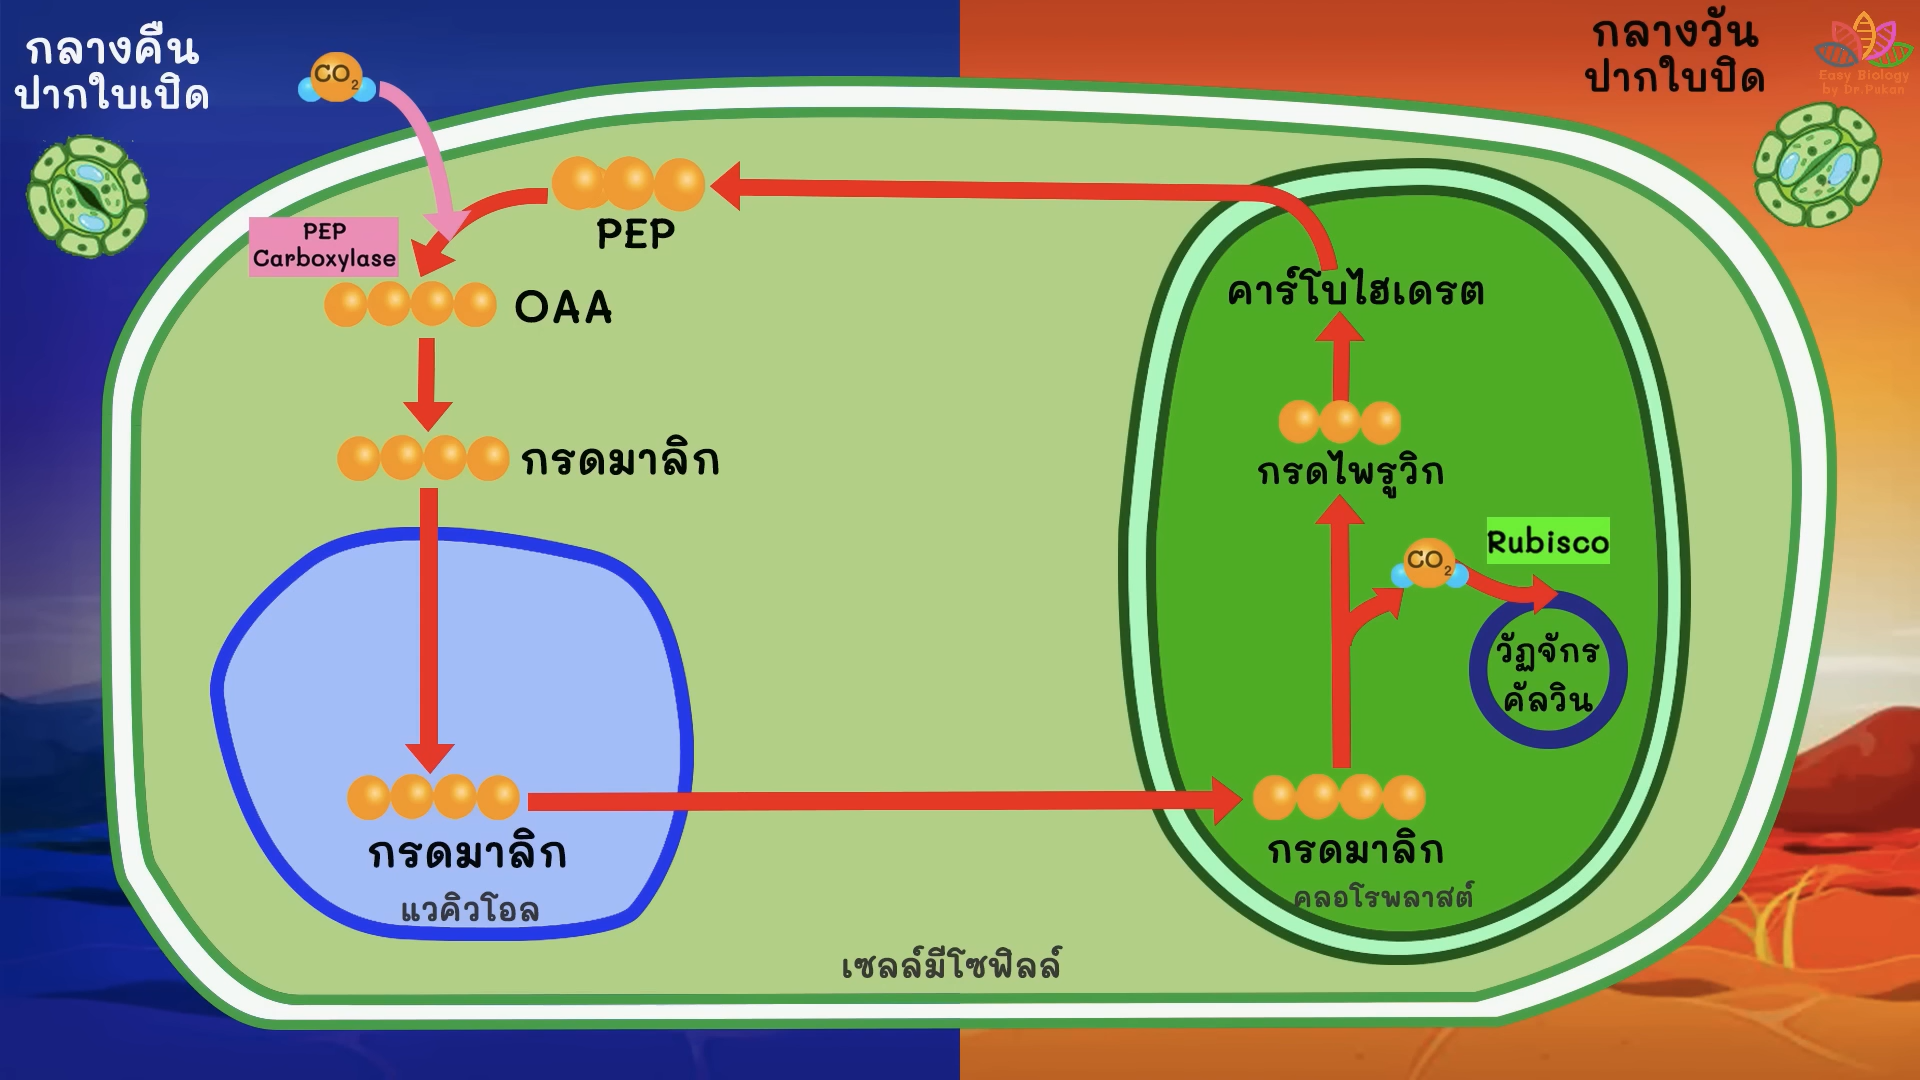 กลางคืน
ปากใบเปิด
CO2
กลางวัน
ปากใบปิด
Easy Biology
by Dr.Pukan
PEP
Carboxylase
PEP
OAA
กรดมาลิก
กรดมาลิก
แวคิวโอล
คาร์โบไฮเดรต
กรดไพรูวิก
CO2
Rubisco
วัฏจักร
คัลวิน
กรดมาลิก
คลอโรพลาสต์
เซลล์มีโซฟิลล์